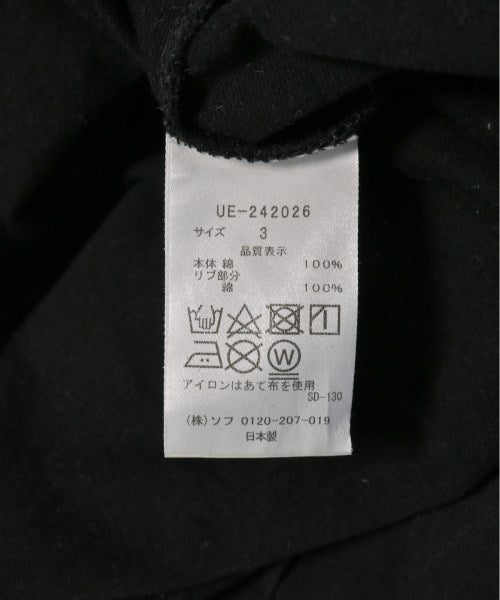 UE-242026
サイズ 3
品質表示
本体 綿 100%
リブ部分
綿 100%
W
アイロンはあて布を使用
SD-130
(株)ソフ 0120-207-019
日本製